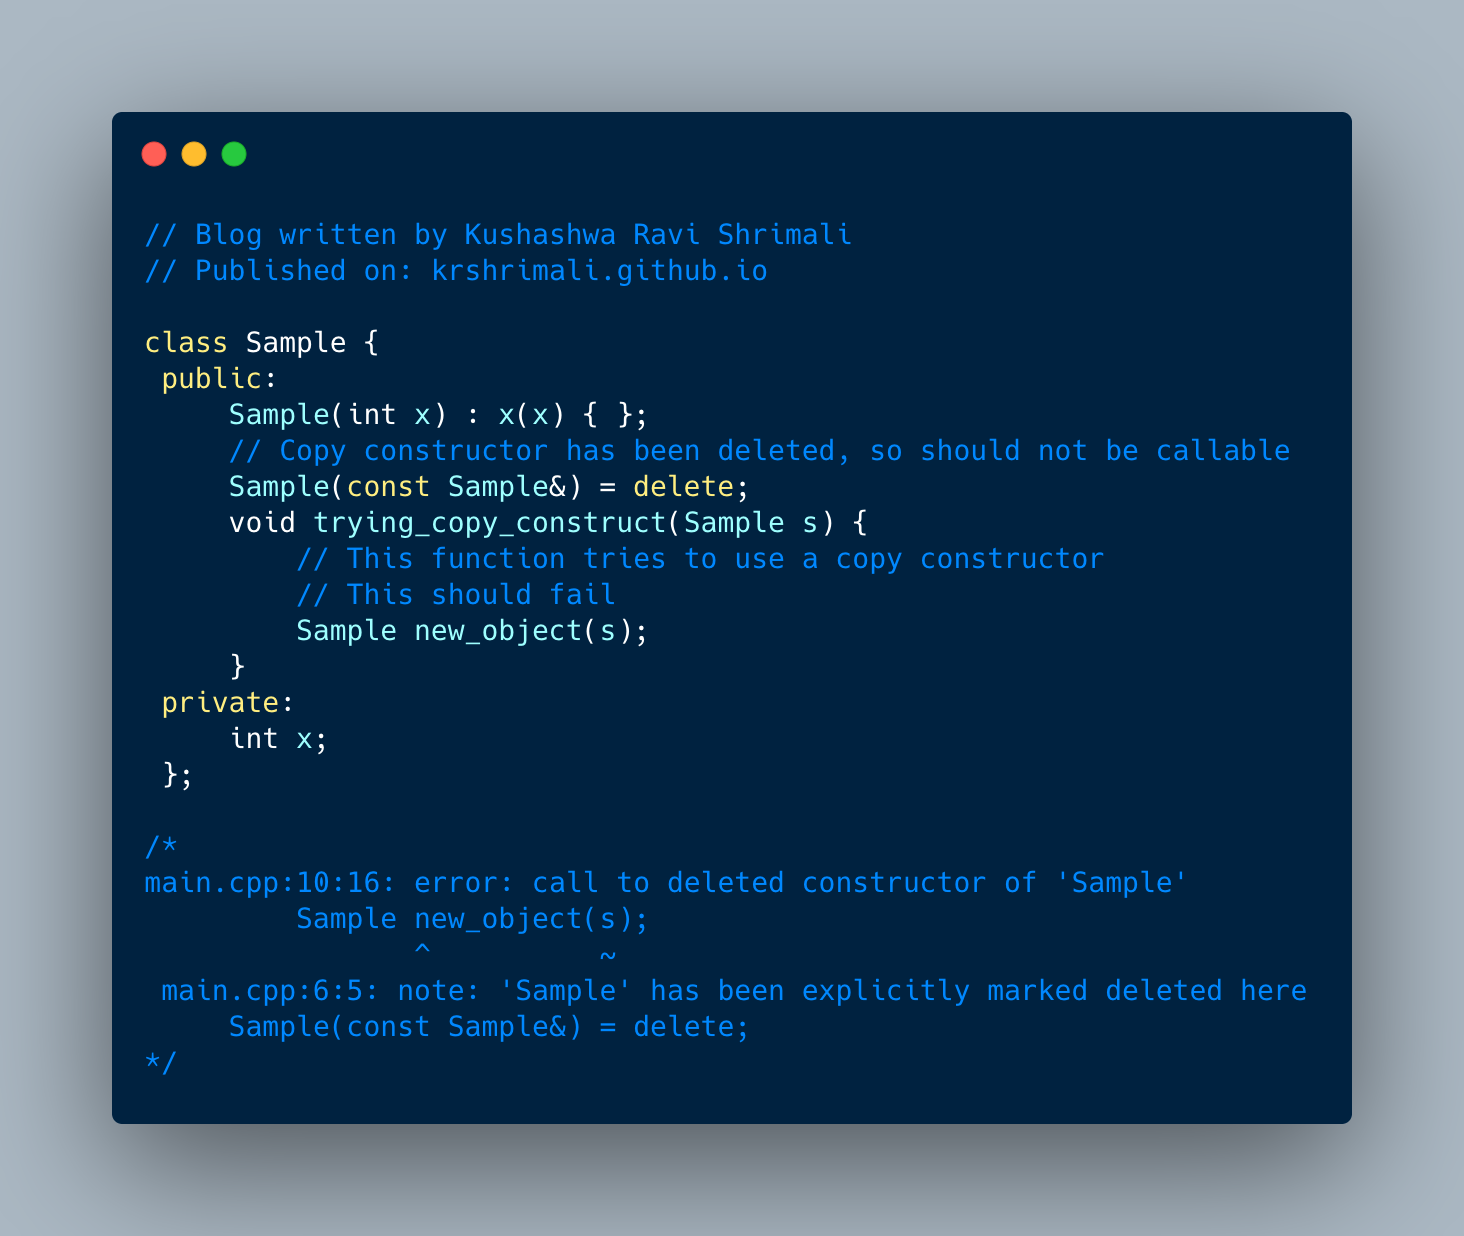 // Blog written by Kushashwa Ravi Shrimali
// Published on: krshrimali.github.io

class Sample {
 public:
     Sample(int x) : x(x) { };
     // Copy constructor has been deleted, so should not be callable
     Sample(const Sample&) = delete;
     void trying_copy_construct(Sample s) {
         // This function tries to use a copy constructor
         // This should fail
         Sample new_object(s);
     }
 private:
     int x;
 };

/*
main.cpp:10:16: error: call to deleted constructor of 'Sample'
         Sample new_object(s);
                ^          ~
 main.cpp:6:5: note: 'Sample' has been explicitly marked deleted here
     Sample(const Sample&) = delete;
*/